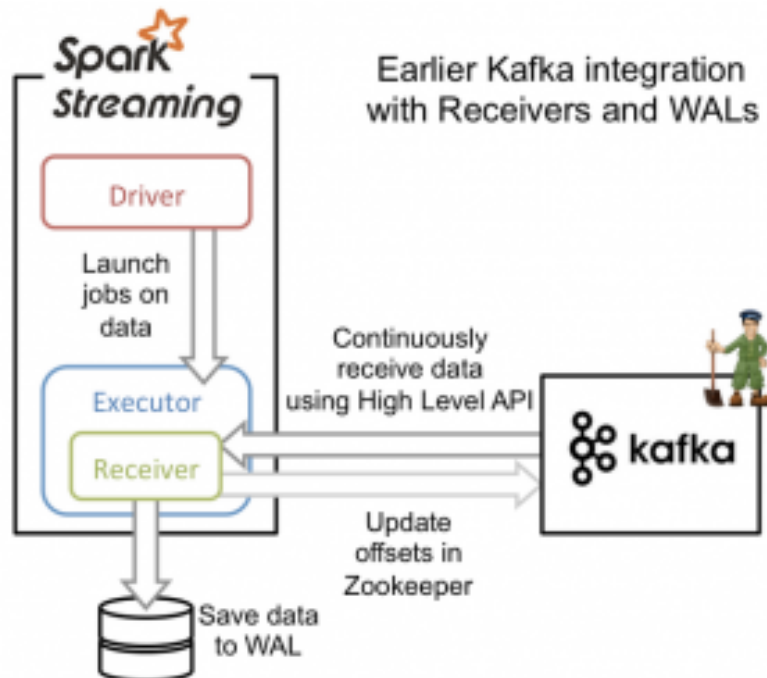 Spark
Streaming
Earlier Kafka integration
with Receivers and WALs
Driver
Launch
jobs on
data
Executor
Receiver
Continuously
receive data
using High Level API
kafka
Update
offsets in
Zookeeper
Save data
to WAL